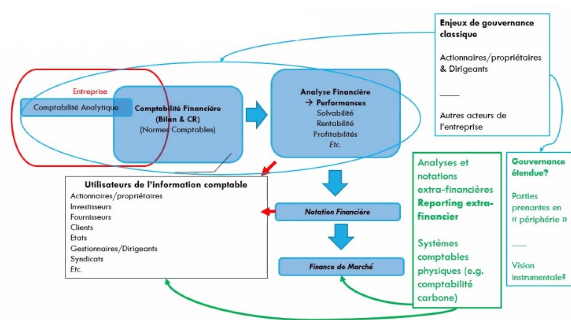 Enjeux de gouvernance
classique
Actionnaires/propriétaires
& Dirigeants
Autres acteurs de
l'entreprise
Entreprise
Comptabilité Analytique
Comptabilité Financière
(Bilan & CR)
(Normes Comptables)
Analyse Financière
→ Performances
Solvabilité
Rentabilité
Profitabilités
Etc.
Utilisateurs de l'information comptable
Actionnaires/propriétaires
Investisseurs
Fournisseurs
Clients
Etats
Gestionnaires/Dirigeants
Syndicats
Etc.
Notation Financière
Finance de Marché
Analyses et
notations
extra-financières
Reporting extra-
financier
Systèmes
comptables
physiques (e.g.
comptabilité
carbone)
Gouvernance
étendue?
Parties
prenantes en
« périphérie »
Vision
instrumentale?